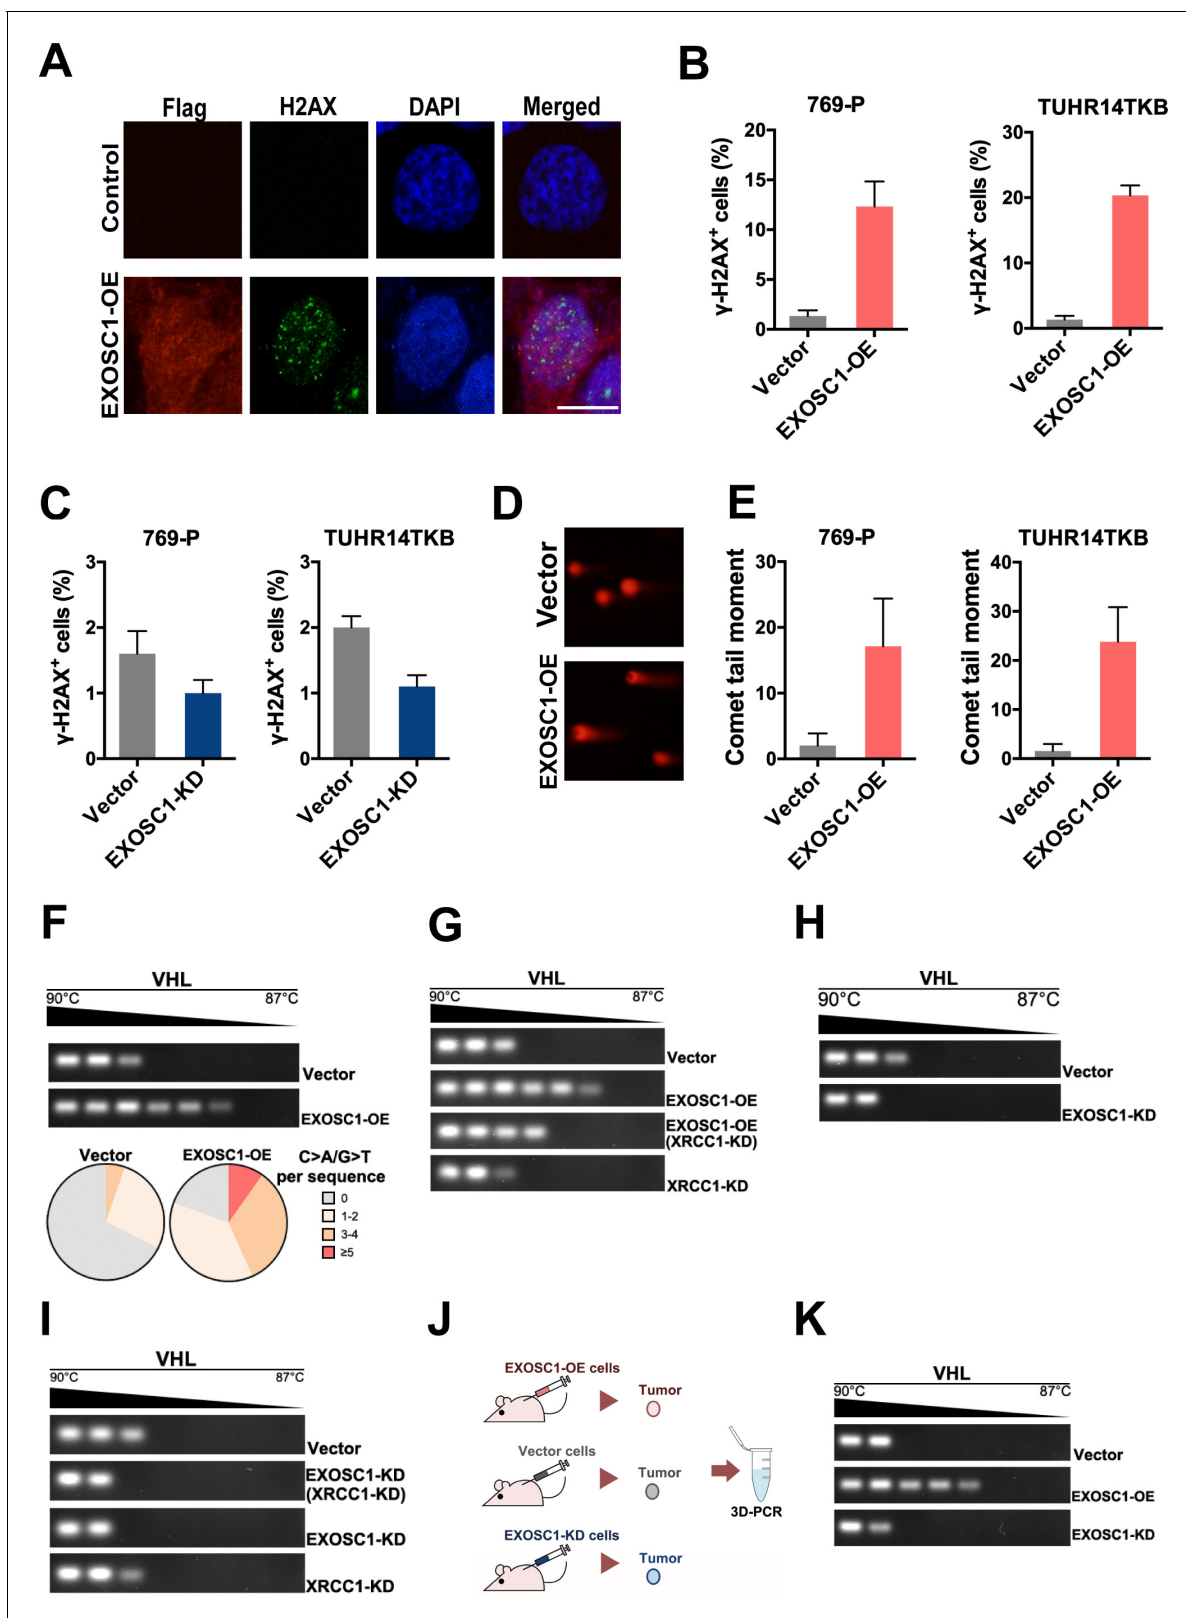 A
Flag H2AX DAPI Merged
Control
EXOSC1-OE
B
769-P
γ-H2AX⁺ cells (%)
20
15
10
5
0
Vector
EXOSC1-OE
TUHR14TKB
γ-H2AX⁺ cells (%)
30
20
10
0
Vector
EXOSC1-OE
C
769-P
γ-H2AX⁺ cells (%)
3
2
1
0
Vector
EXOSC1-KD
TUHR14TKB
γ-H2AX⁺ cells (%)
3
2
1
0
Vector
EXOSC1-KD
D
Vector
EXOSC1-OE
E
769-P
Comet tail moment
30
20
10
0
Vector
EXOSC1-OE
TUHR14TKB
Comet tail moment
40
30
20
10
0
Vector
EXOSC1-OE
F
VHL
90°C 87°C
Vector
EXOSC1-OE
Vector EXOSC1-OE
C>A/G>T
per sequence
0
1-2
3-4
≥5
G
VHL
90°C 87°C
Vector
EXOSC1-OE
EXOSC1-OE
(XRCC1-KD)
XRCC1-KD
H
VHL
90°C 87°C
Vector
EXOSC1-KD
I
VHL
90°C 87°C
Vector
EXOSC1-KD
(XRCC1-KD)
EXOSC1-KD
XRCC1-KD
J
EXOSC1-OE cells
Tumor
Vector cells
Tumor
3D-PCR
EXOSC1-KD cells
Tumor
K
VHL
90°C 87°C
Vector
EXOSC1-OE
EXOSC1-KD